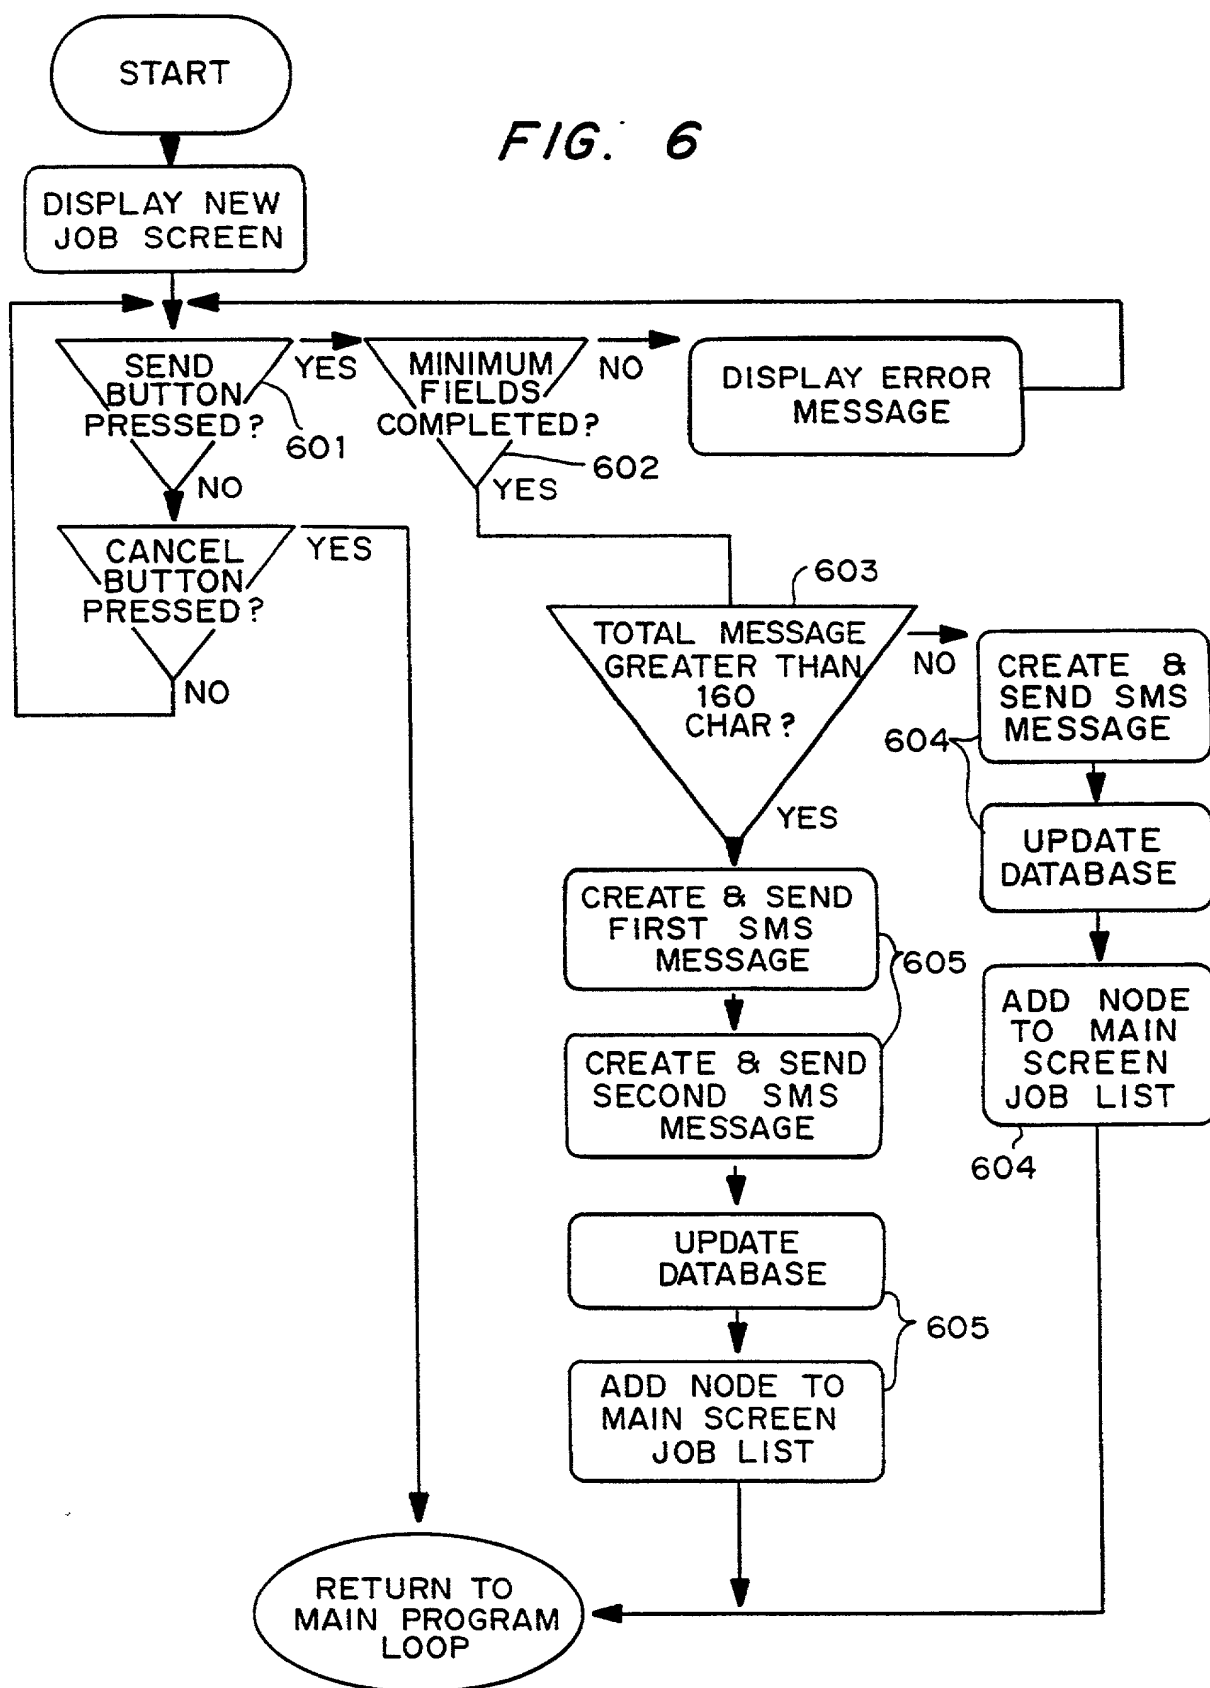 START
FIG. 6
DISPLAY NEW
JOB SCREEN
SEND
BUTTON
PRESSED?
YES
601
NO
MINIMUM
FIELDS
COMPLETED?
NO
602
YES
DISPLAY ERROR
MESSAGE
CANCEL
BUTTON
PRESSED?
YES
NO
603
TOTAL MESSAGE
GREATER THAN
160
CHAR?
NO
YES
CREATE &
SEND SMS
MESSAGE
604
UPDATE
DATABASE
ADD NODE
TO MAIN
SCREEN
JOB LIST
604
CREATE & SEND
FIRST SMS
MESSAGE
605
CREATE & SEND
SECOND SMS
MESSAGE
UPDATE
DATABASE
605
ADD NODE TO
MAIN SCREEN
JOB LIST
RETURN TO
MAIN PROGRAM
LOOP